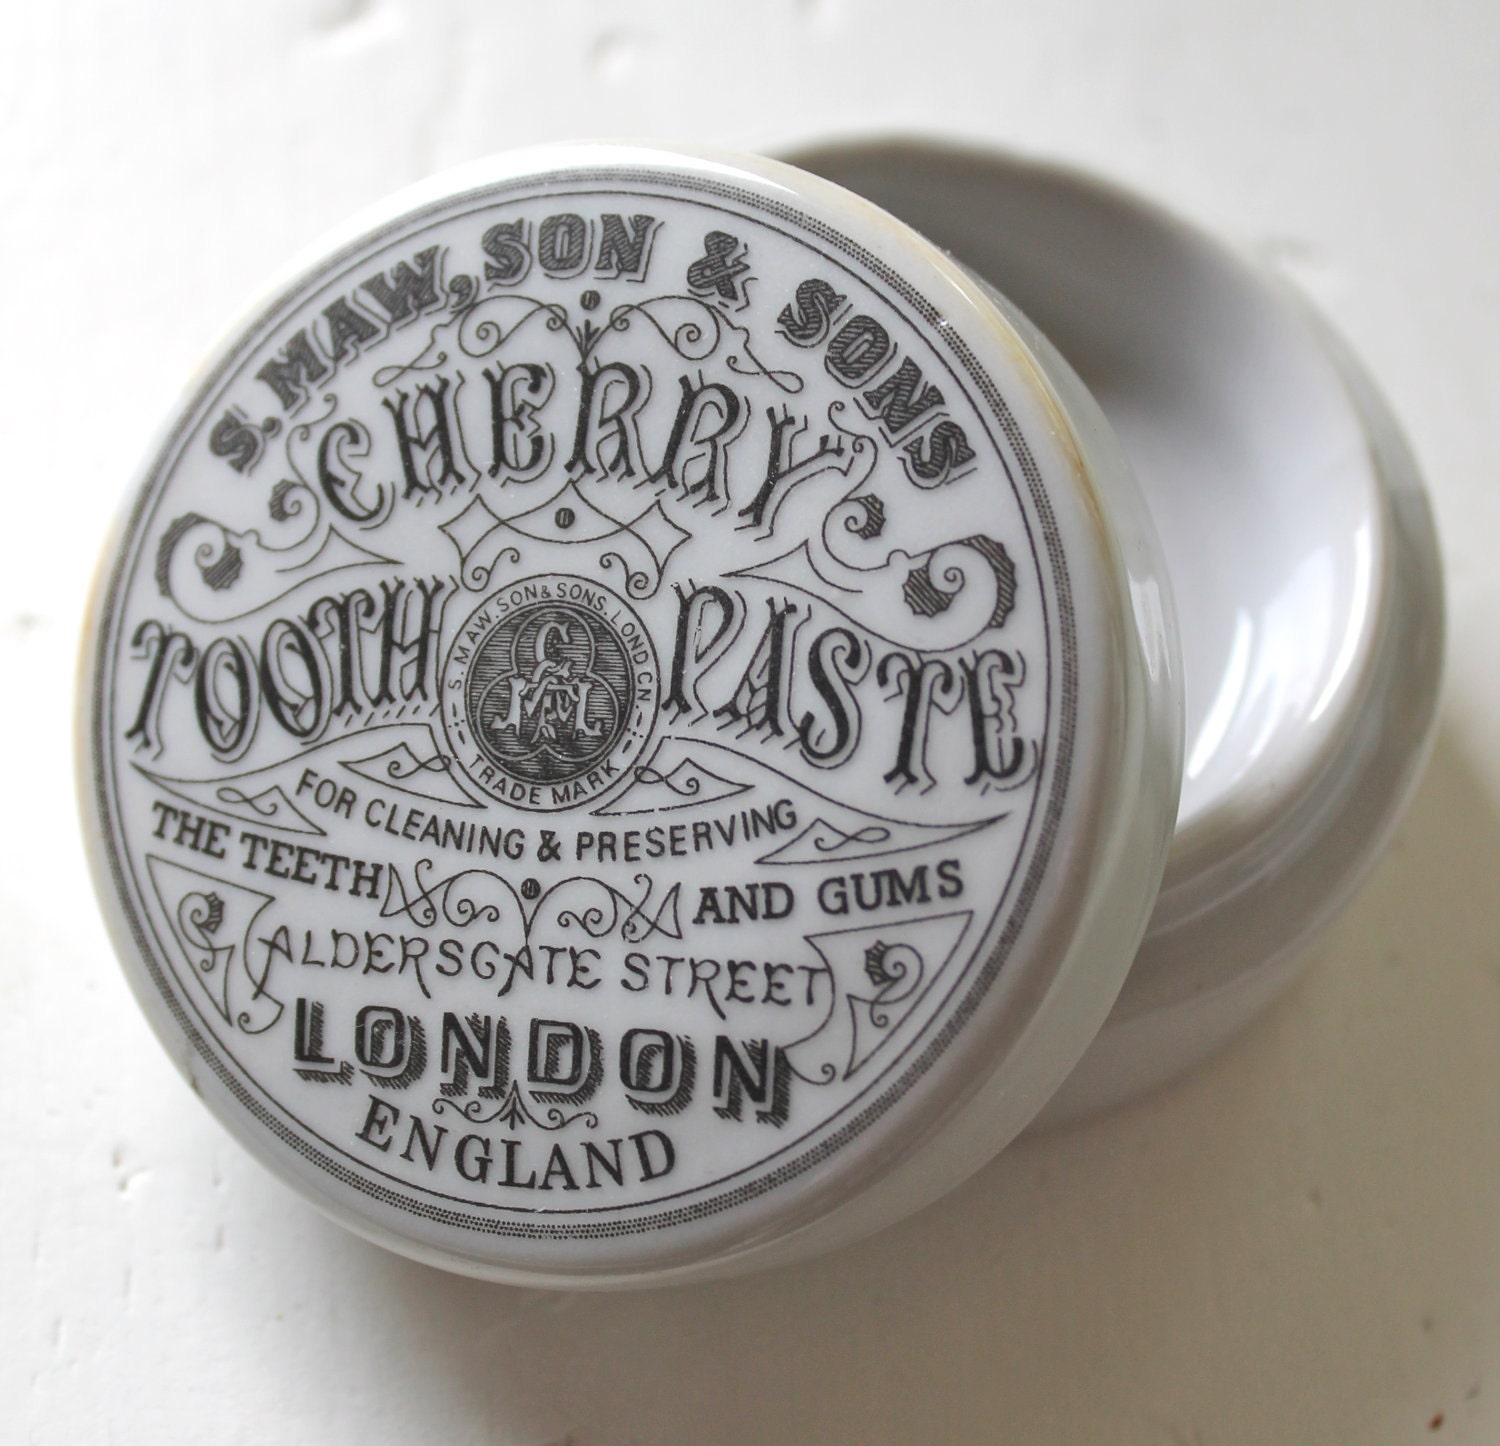 S. MAW, SON & SONS
CHERRY
TOOTH PASTE
S. MAW. SON & SONS. LONDON
TRADE MARK
FOR CLEANING & PRESERVING
THE TEETH AND GUMS
ALDERSGATE STREET
LONDON
ENGLAND